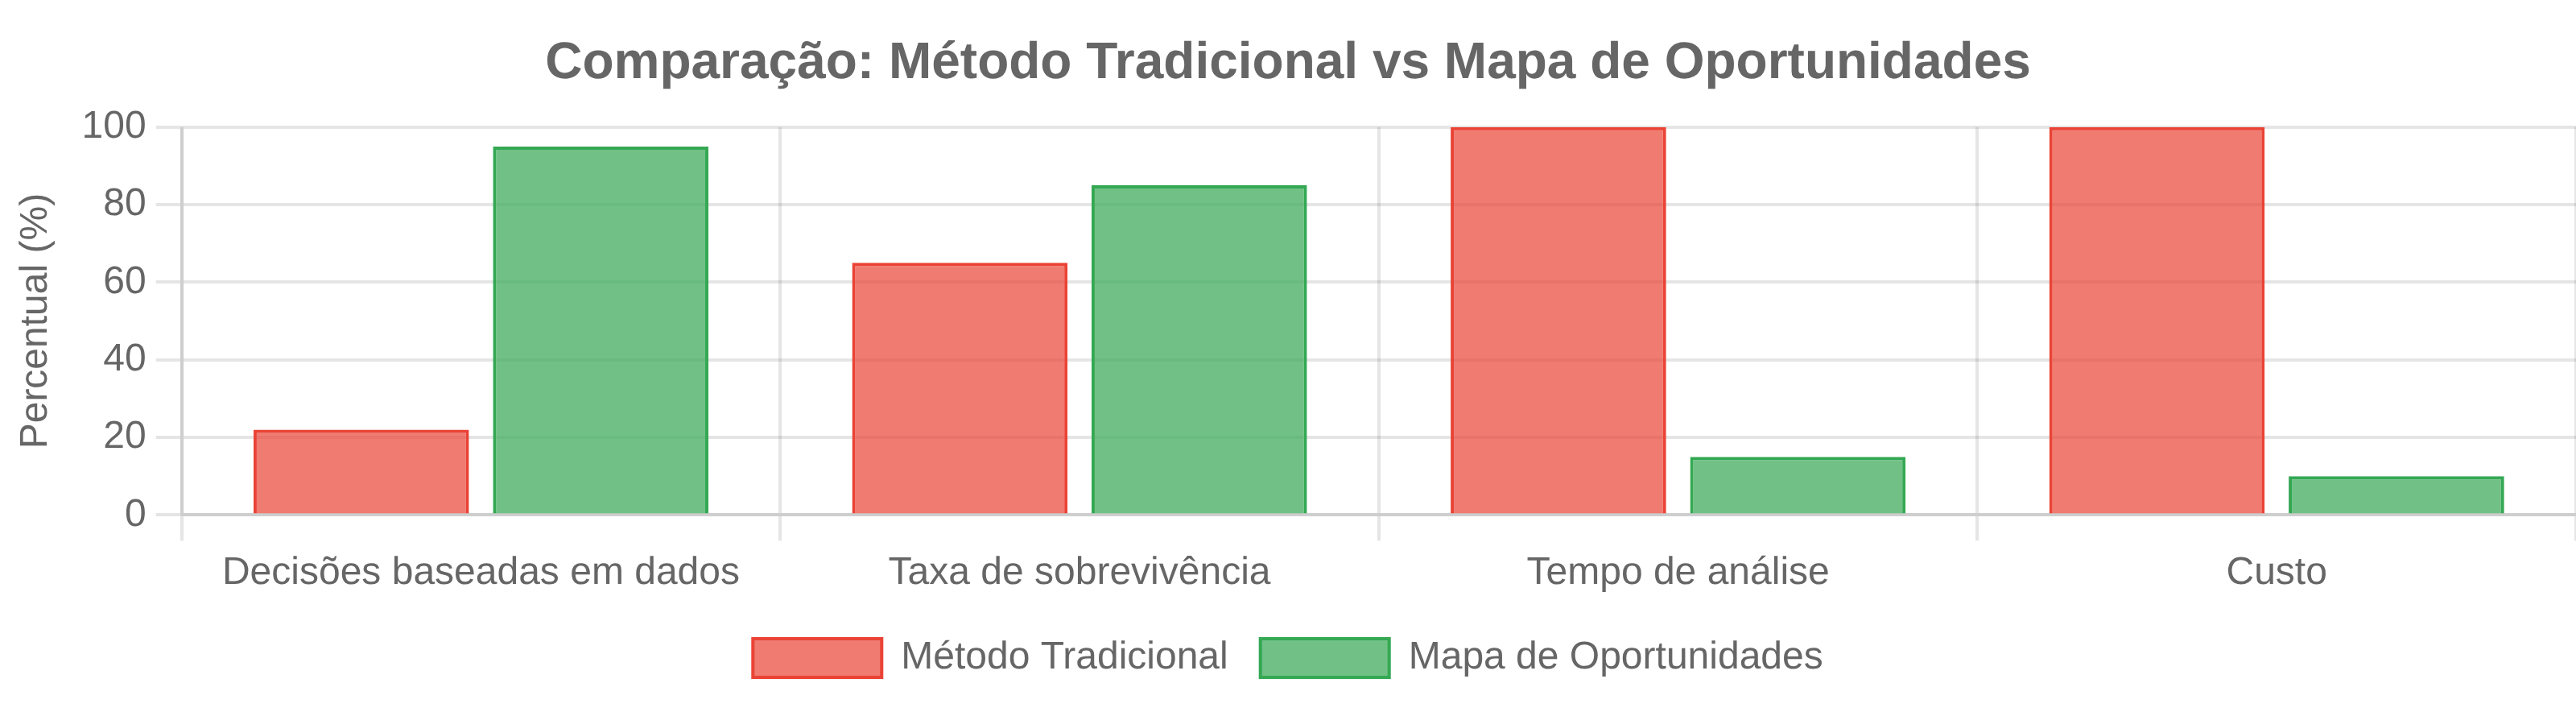 Comparação: Método Tradicional vs Mapa de Oportunidades
Percentual (%)
100
80
60
40
20
0
Decisões baseadas em dados
Taxa de sobrevivência
Tempo de análise
Custo
Método Tradicional
Mapa de Oportunidades